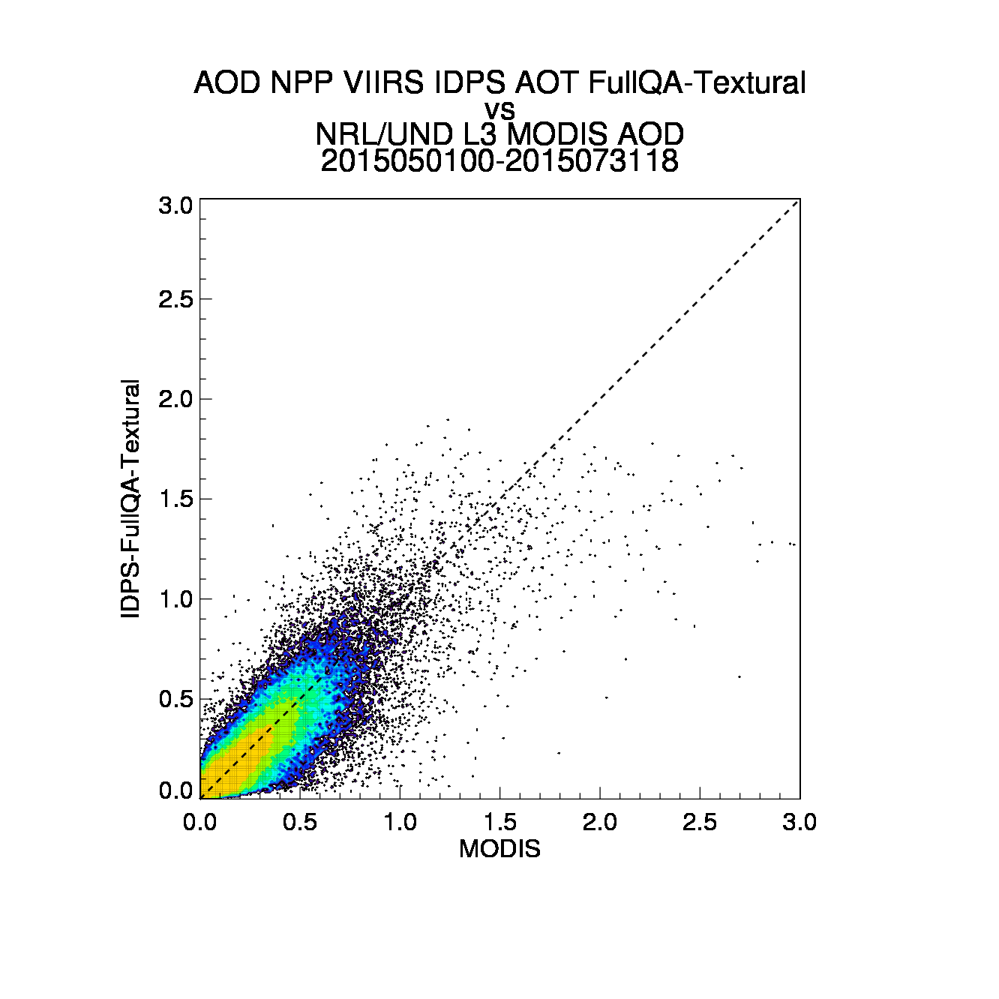 AOD NPP VIIRS IDPS AOT FullQA-Textural
vs
NRL/UND L3 MODIS AOD
2015050100-2015073118
3.0
2.5
2.0
1.5
1.0
0.5
0.0
IDPS-FullQA-Textural
0.0 0.5 1.0 1.5 2.0 2.5 3.0
MODIS